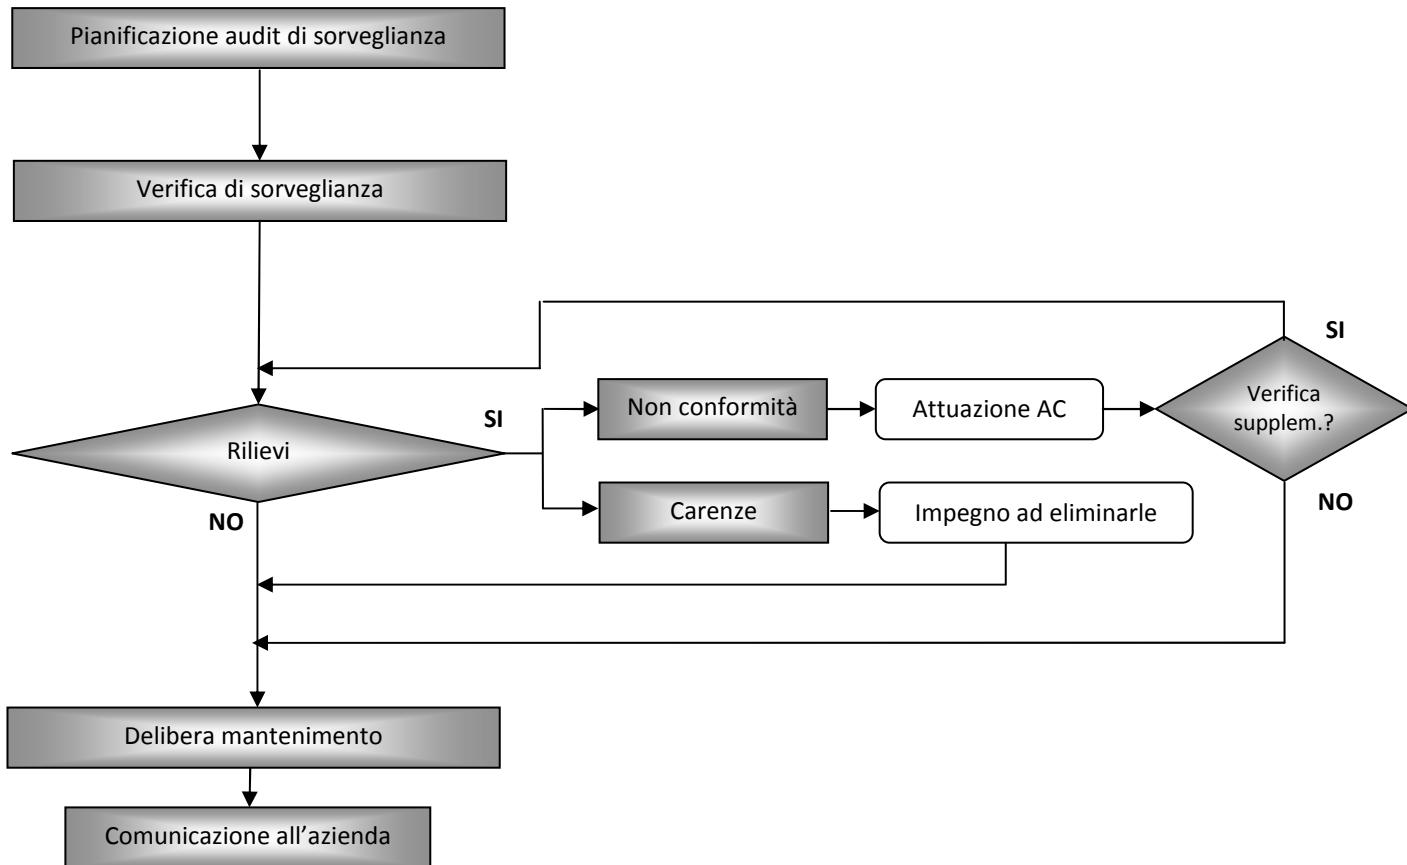 Pianificazione audit di sorveglianza
Verifica di sorveglianza
SI
Non conformità
Attuazione AC
Verifica
supplem.?
SI
Rilievi
NO
Carenze
Impegno ad eliminarle
NO
Delibera mantenimento
Comunicazione all’azienda